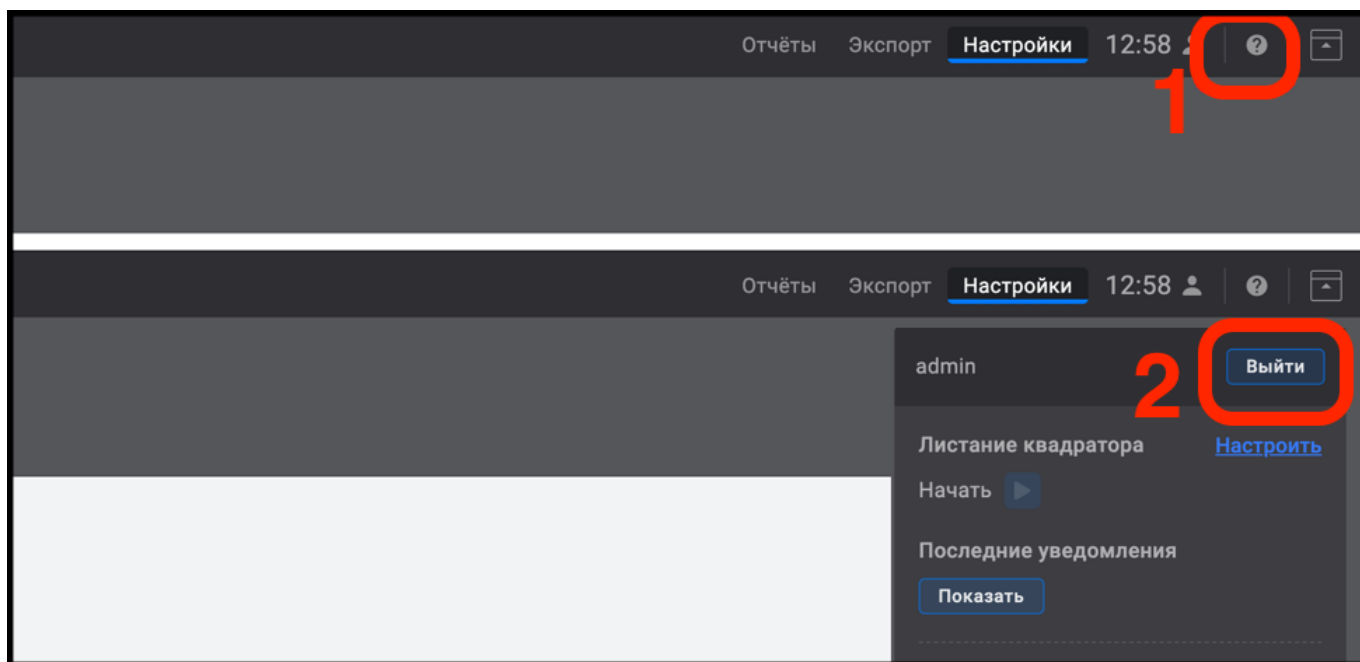 Отчёты Экспорт Настройки 12:58
1
Отчёты Экспорт Настройки 12:58
admin 2 Выйти
Листание квадратора Настроить
Начать
Последние уведомления
Показать